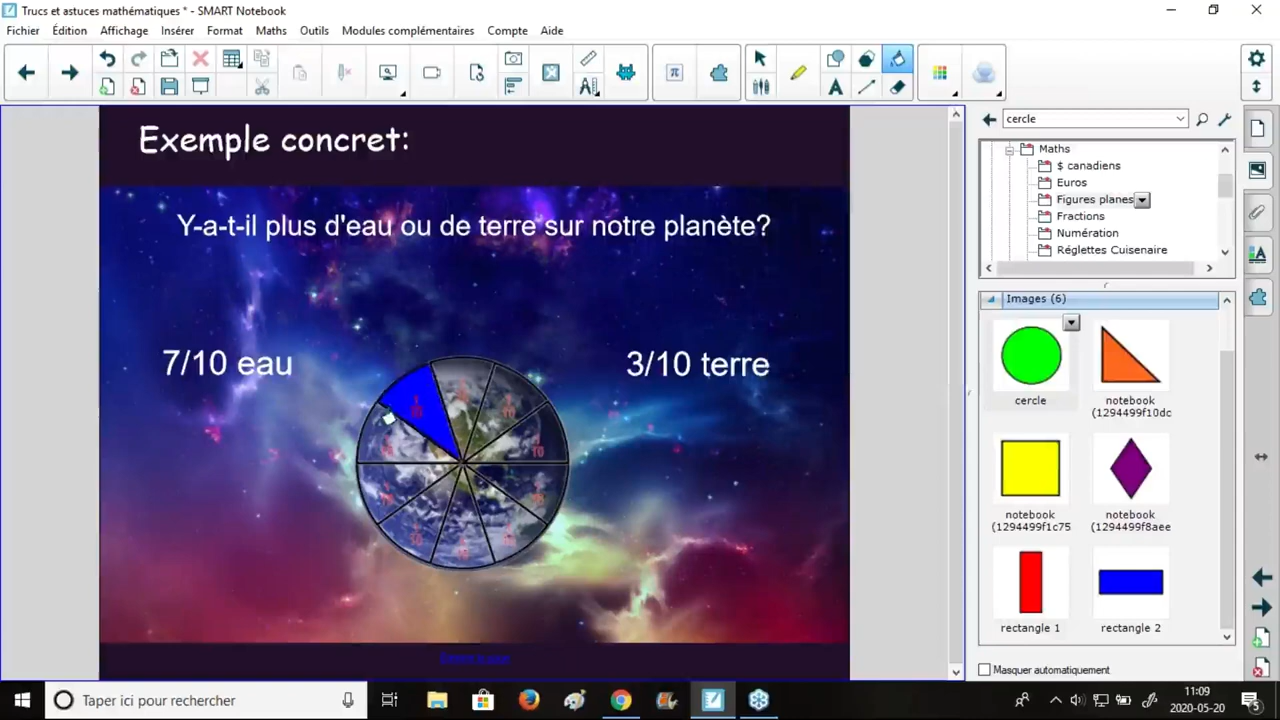 Trucs et astuces mathématiques * - SMART Notebook
Fichier Édition Affichage Insérer Format Maths Outils Modules complémentaires Compte Aide
cercle
Maths
$ canadiens
Euros
Figures planes
Fractions
Numération
Réglettes Cuisenaire
Exemple concret:
Y-a-t-il plus d'eau ou de terre sur notre planète?
7/10 eau
3/10 terre
Images (6)
cercle
notebook
(1294499f10dc
notebook
(1294499f1c75
notebook
(1294499f8aee
rectangle 1
rectangle 2
Masquer automatiquement
Taper ici pour rechercher
11:09
2020-05-20
5